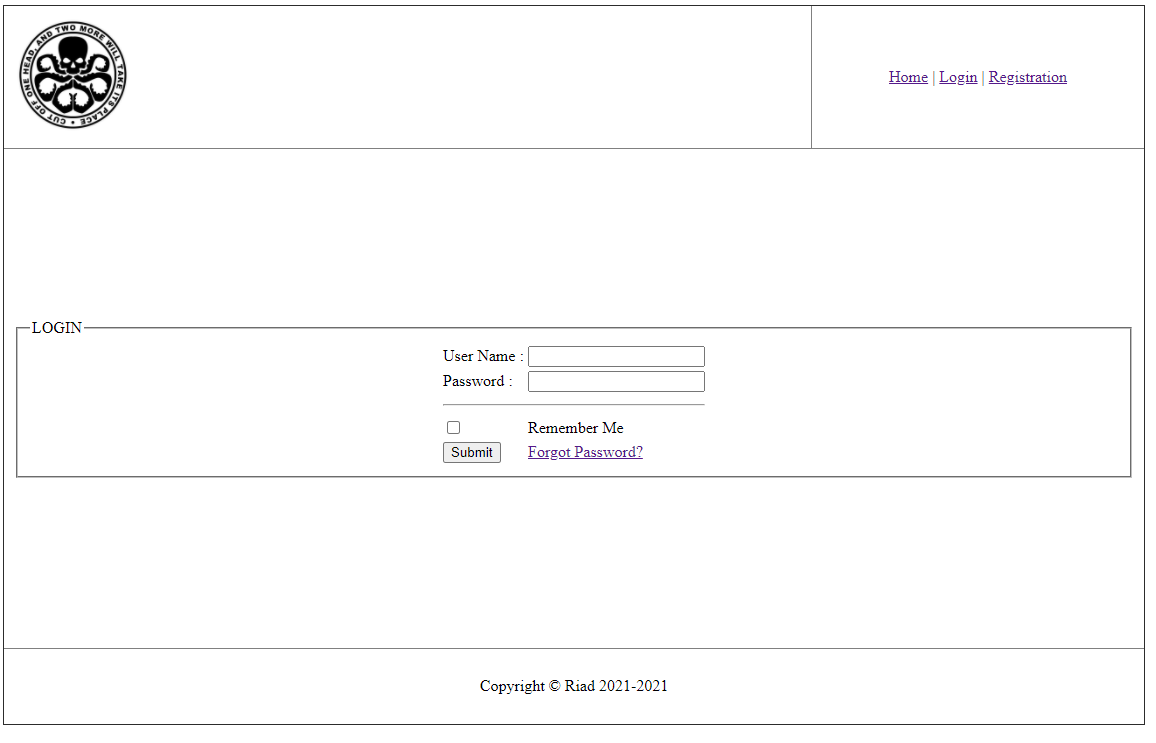 CUT OFF ONE HEAD, AND TWO MORE WILL TAKE ITS PLACE •
Home | Login | Registration
LOGIN
User Name :
Password :
Remember Me
Submit Forgot Password?
Copyright © Riad 2021-2021